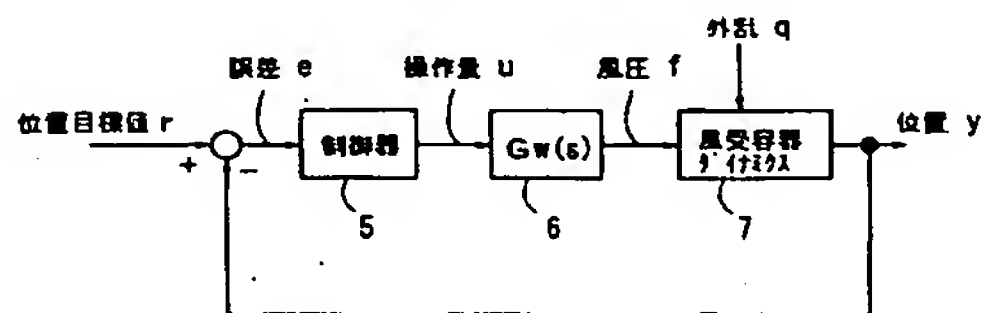 外乱 q
誤差 e
操作量 u
風圧 f
位置目標値 r
位置 y
+
−
制御器
Gw(s)
風受容器
ダイナミクス
5
6
7